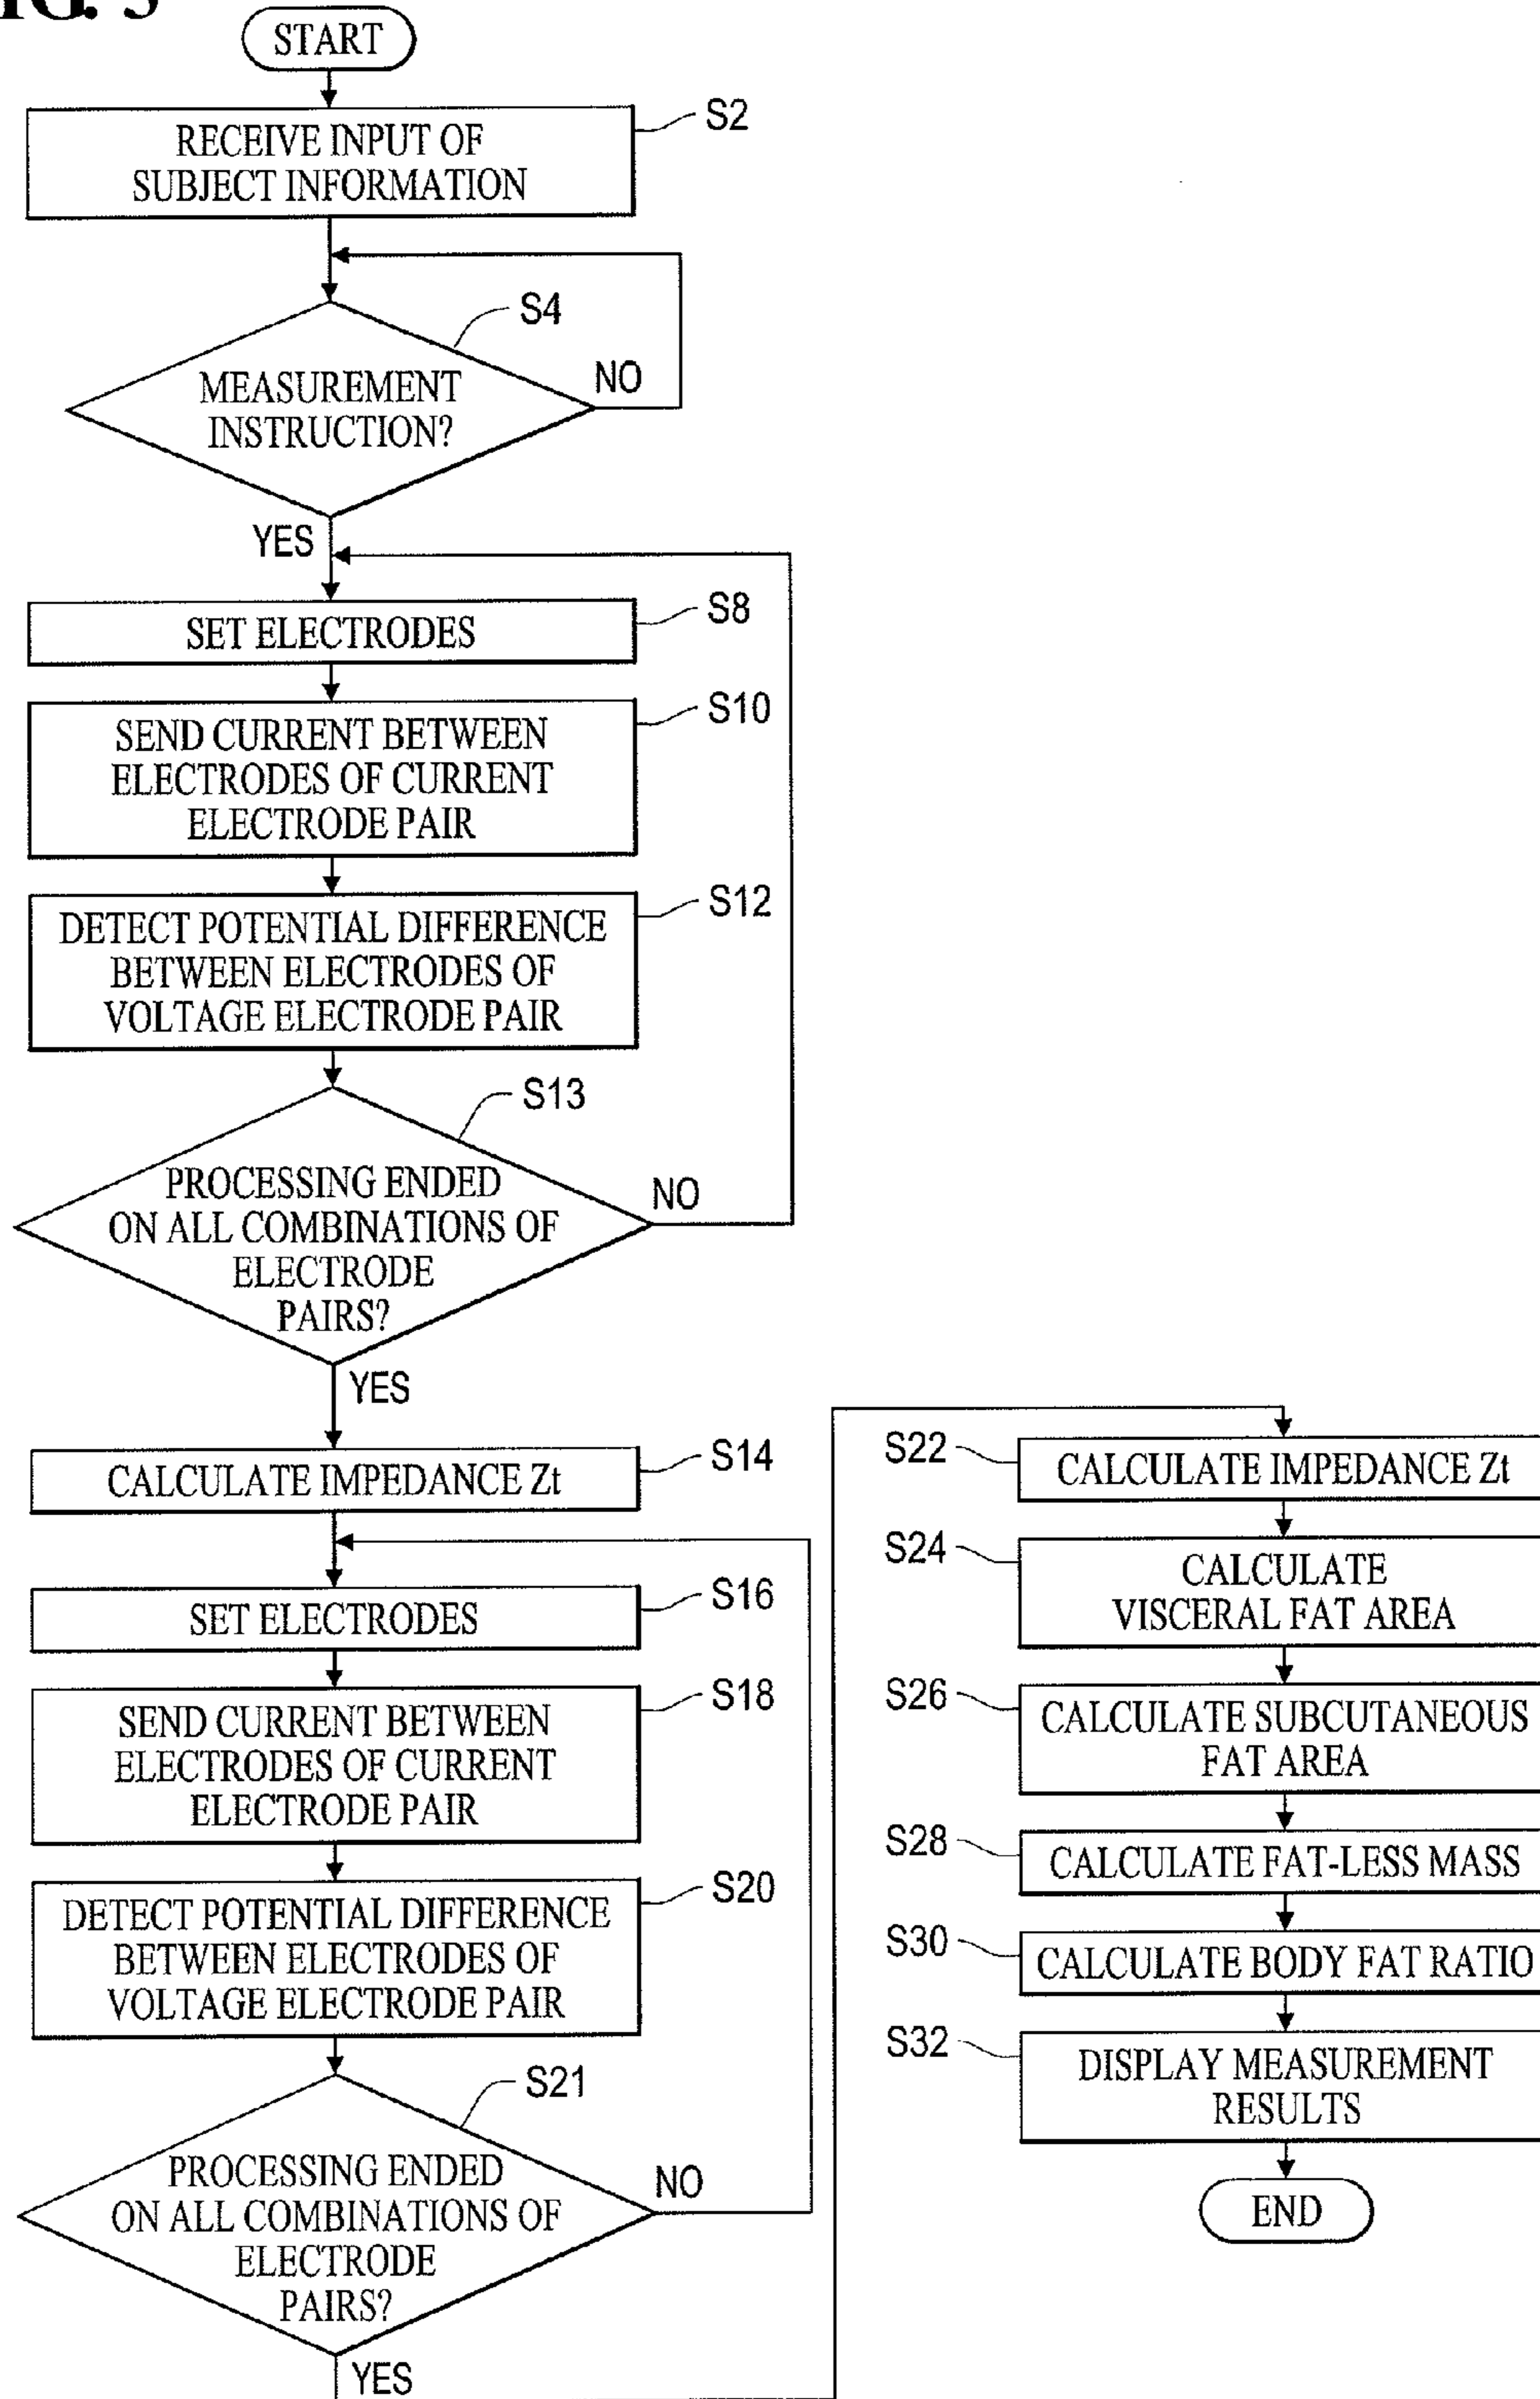 START
S2
RECEIVE INPUT OF
SUBJECT INFORMATION
S4
MEASUREMENT
INSTRUCTION?
NO
YES
S8
SET ELECTRODES
S10
SEND CURRENT BETWEEN
ELECTRODES OF CURRENT
ELECTRODE PAIR
S12
DETECT POTENTIAL DIFFERENCE
BETWEEN ELECTRODES OF
VOLTAGE ELECTRODE PAIR
S13
PROCESSING ENDED
ON ALL COMBINATIONS OF
ELECTRODE
PAIRS?
NO
YES
S14
CALCULATE IMPEDANCE Zt
S16
SET ELECTRODES
S18
SEND CURRENT BETWEEN
ELECTRODES OF CURRENT
ELECTRODE PAIR
S20
DETECT POTENTIAL DIFFERENCE
BETWEEN ELECTRODES OF
VOLTAGE ELECTRODE PAIR
S21
PROCESSING ENDED
ON ALL COMBINATIONS OF
ELECTRODE
PAIRS?
NO
YES
S22
CALCULATE IMPEDANCE Zt
S24
CALCULATE
VISCERAL FAT AREA
S26
CALCULATE SUBCUTANEOUS
FAT AREA
S28
CALCULATE FAT-LESS MASS
S30
CALCULATE BODY FAT RATIO
S32
DISPLAY MEASUREMENT
RESULTS
END